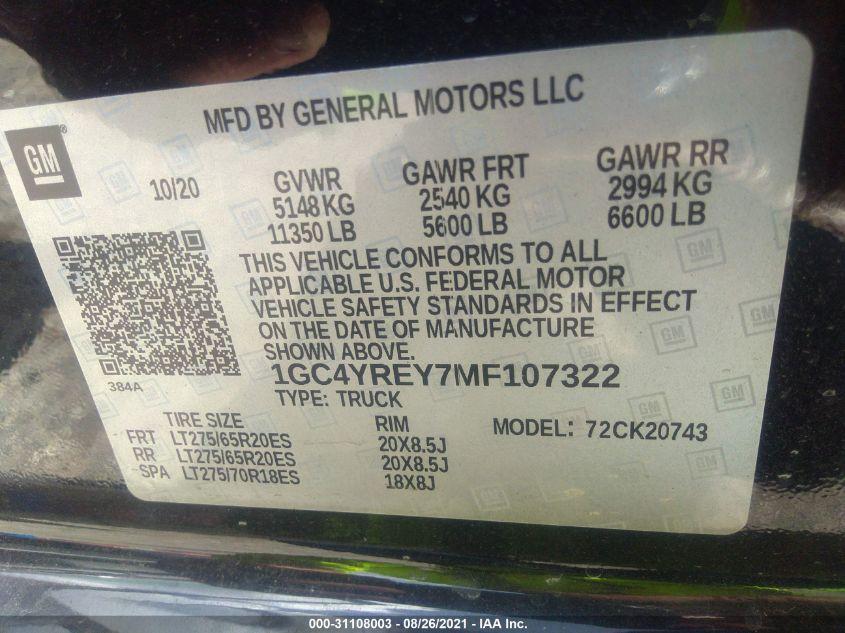 MFD BY GENERAL MOTORS LLC
GM®
10/20
GVWR
5148 KG
11350 LB
GAWR FRT
2540 KG
5600 LB
GAWR RR
2994 KG
6600 LB
THIS VEHICLE CONFORMS TO ALL
APPLICABLE U.S. FEDERAL MOTOR
VEHICLE SAFETY STANDARDS IN EFFECT
ON THE DATE OF MANUFACTURE
SHOWN ABOVE.
384A
1GC4YREY7MF107322
TYPE: TRUCK
TIRE SIZE RIM MODEL: 72CK20743
FRT LT275/65R20ES 20X8.5J
RR LT275/65R20ES 20X8.5J
SPA LT275/70R18ES 18X8J
000-31108003 - 08/26/2021 - IAA Inc.